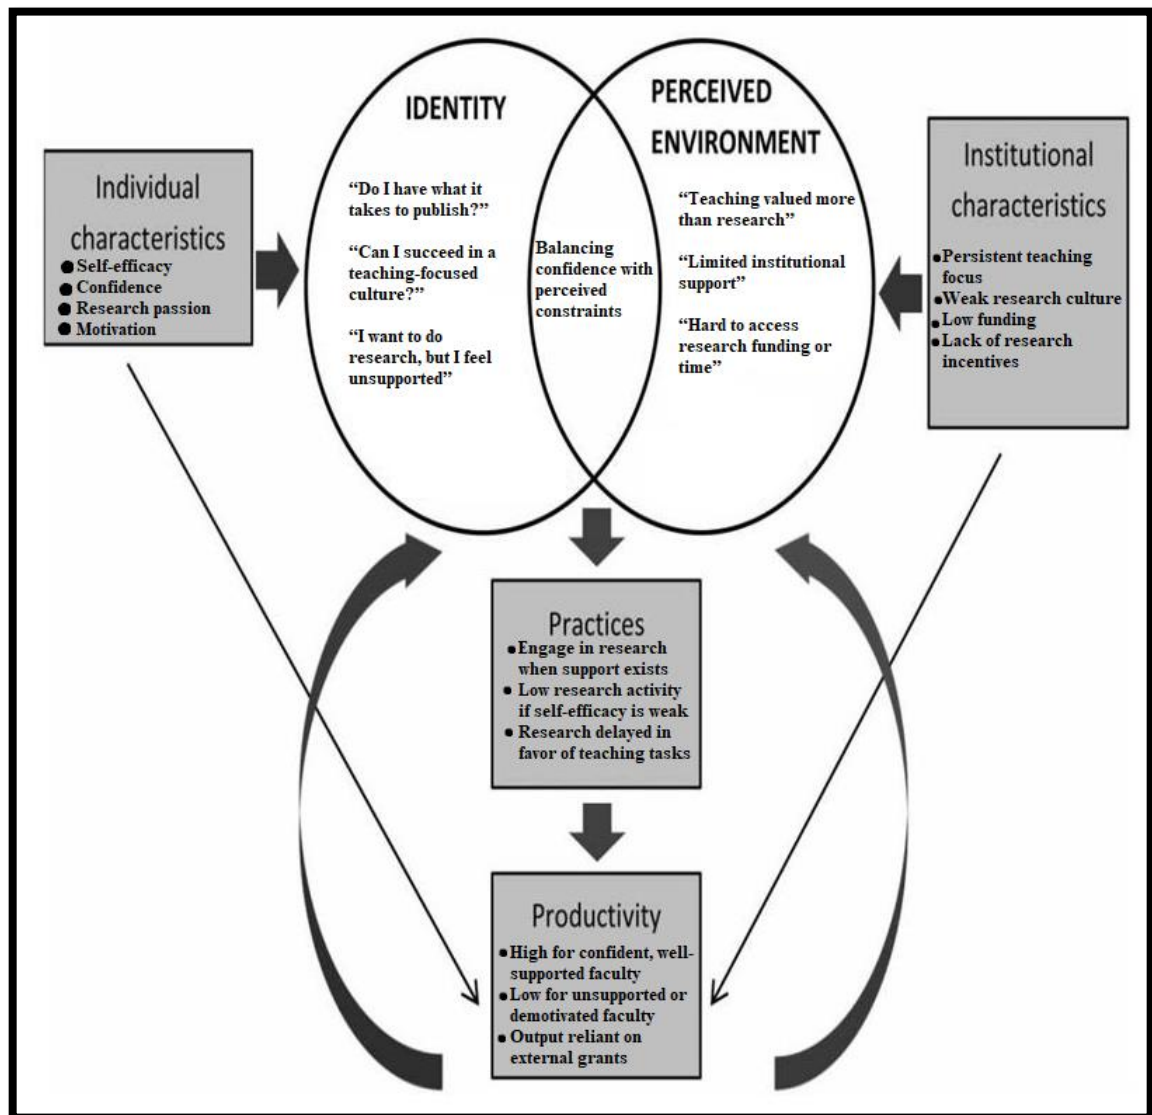 IDENTITY
“Do I have what it
takes to publish?”
“Can I succeed in a
teaching-focused
culture?”
“I want to do
research, but I feel
unsupported”
Balancing
confidence with
perceived
constraints
PERCEIVED
ENVIRONMENT
“Teaching valued more
than research”
“Limited institutional
support”
“Hard to access
research funding or
time”
Individual
characteristics
● Self-efficacy
● Confidence
● Research passion
● Motivation
Institutional
characteristics
● Persistent teaching
focus
● Weak research culture
● Low funding
● Lack of research
incentives
Practices
● Engage in research
when support exists
● Low research activity
if self-efficacy is weak
● Research delayed in
favor of teaching tasks
Productivity
● High for confident, well-
supported faculty
● Low for unsupported or
demotivated faculty
● Output reliant on
external grants